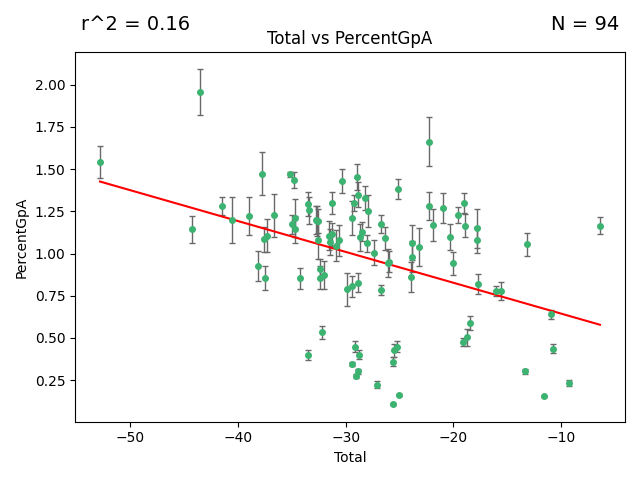 r^2 = 0.16
N = 94
Total vs PercentGpA
PercentGpA
2.00
1.75
1.50
1.25
1.00
0.75
0.50
0.25
−50
−40
−30
−20
−10
Total